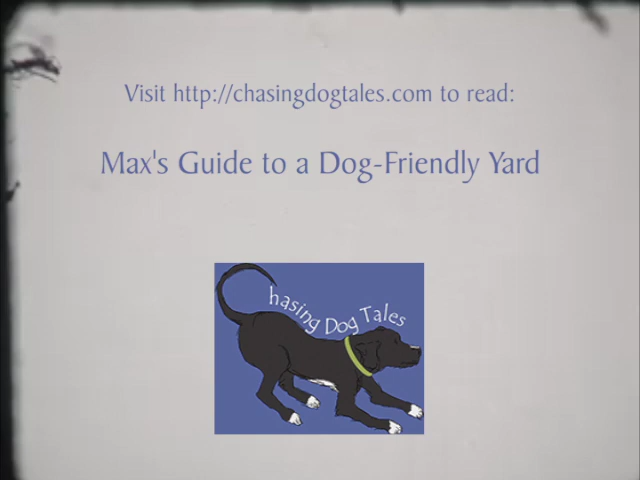 Visit http://chasingdogtales.com to read:
Max's Guide to a Dog-Friendly Yard
hasing Dog Tales